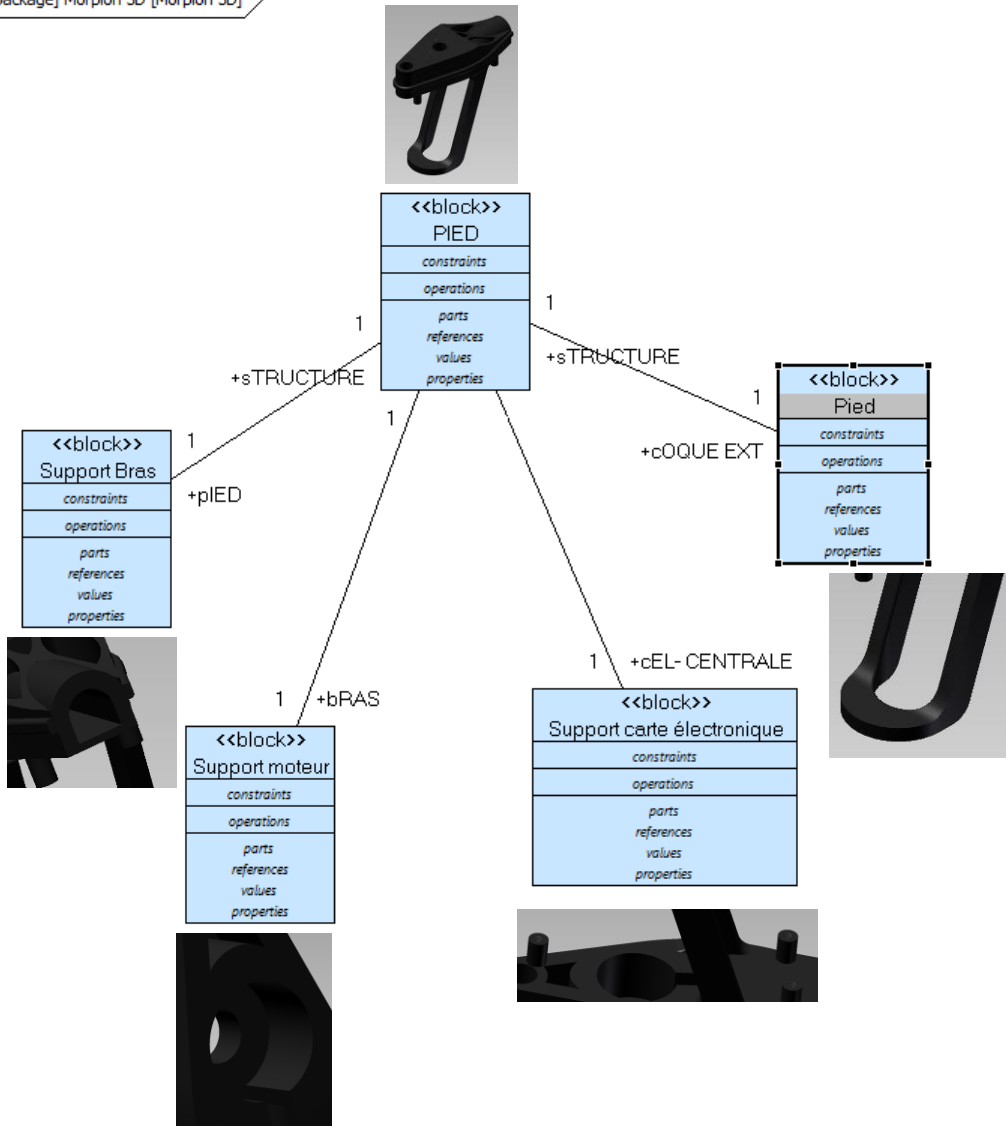 Morpion 3D [Morpion 3D]
<<block>>
PIED
constraints
operations
parts
references
values
properties
1
+sTRUCTURE
1
+pIED
1
1
+sTRUCTURE
1
+cOQUE EXT
<<block>>
Support Bras
constraints
operations
parts
references
values
properties
<<block>>
Pied
constraints
operations
parts
references
values
properties
1
+bRAS
1
+cEL- CENTRALE
<<block>>
Support moteur
constraints
operations
parts
references
values
properties
<<block>>
Support carte électronique
constraints
operations
parts
references
values
properties